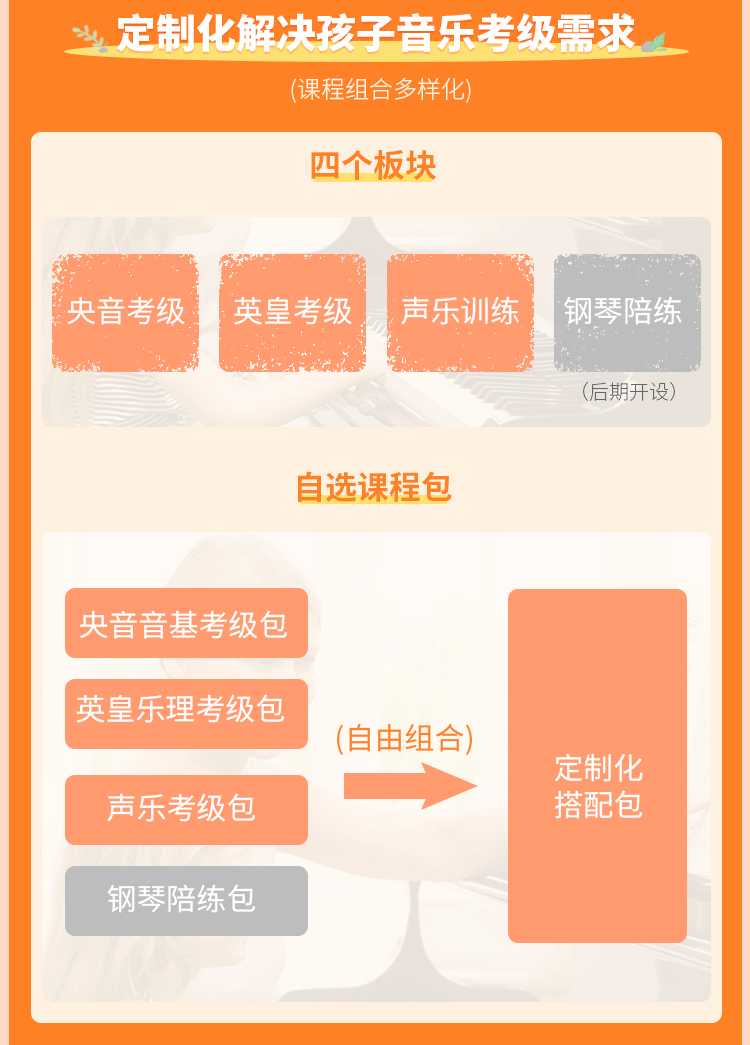 定制化解决孩子音乐考级需求
(课程组合多样化)
四个板块
央音考级
英皇考级
声乐训练
钢琴陪练
（后期开设）
自选课程包
央音音基考级包
英皇乐理考级包
声乐考级包
钢琴陪练包
(自由组合)
定制化
搭配包